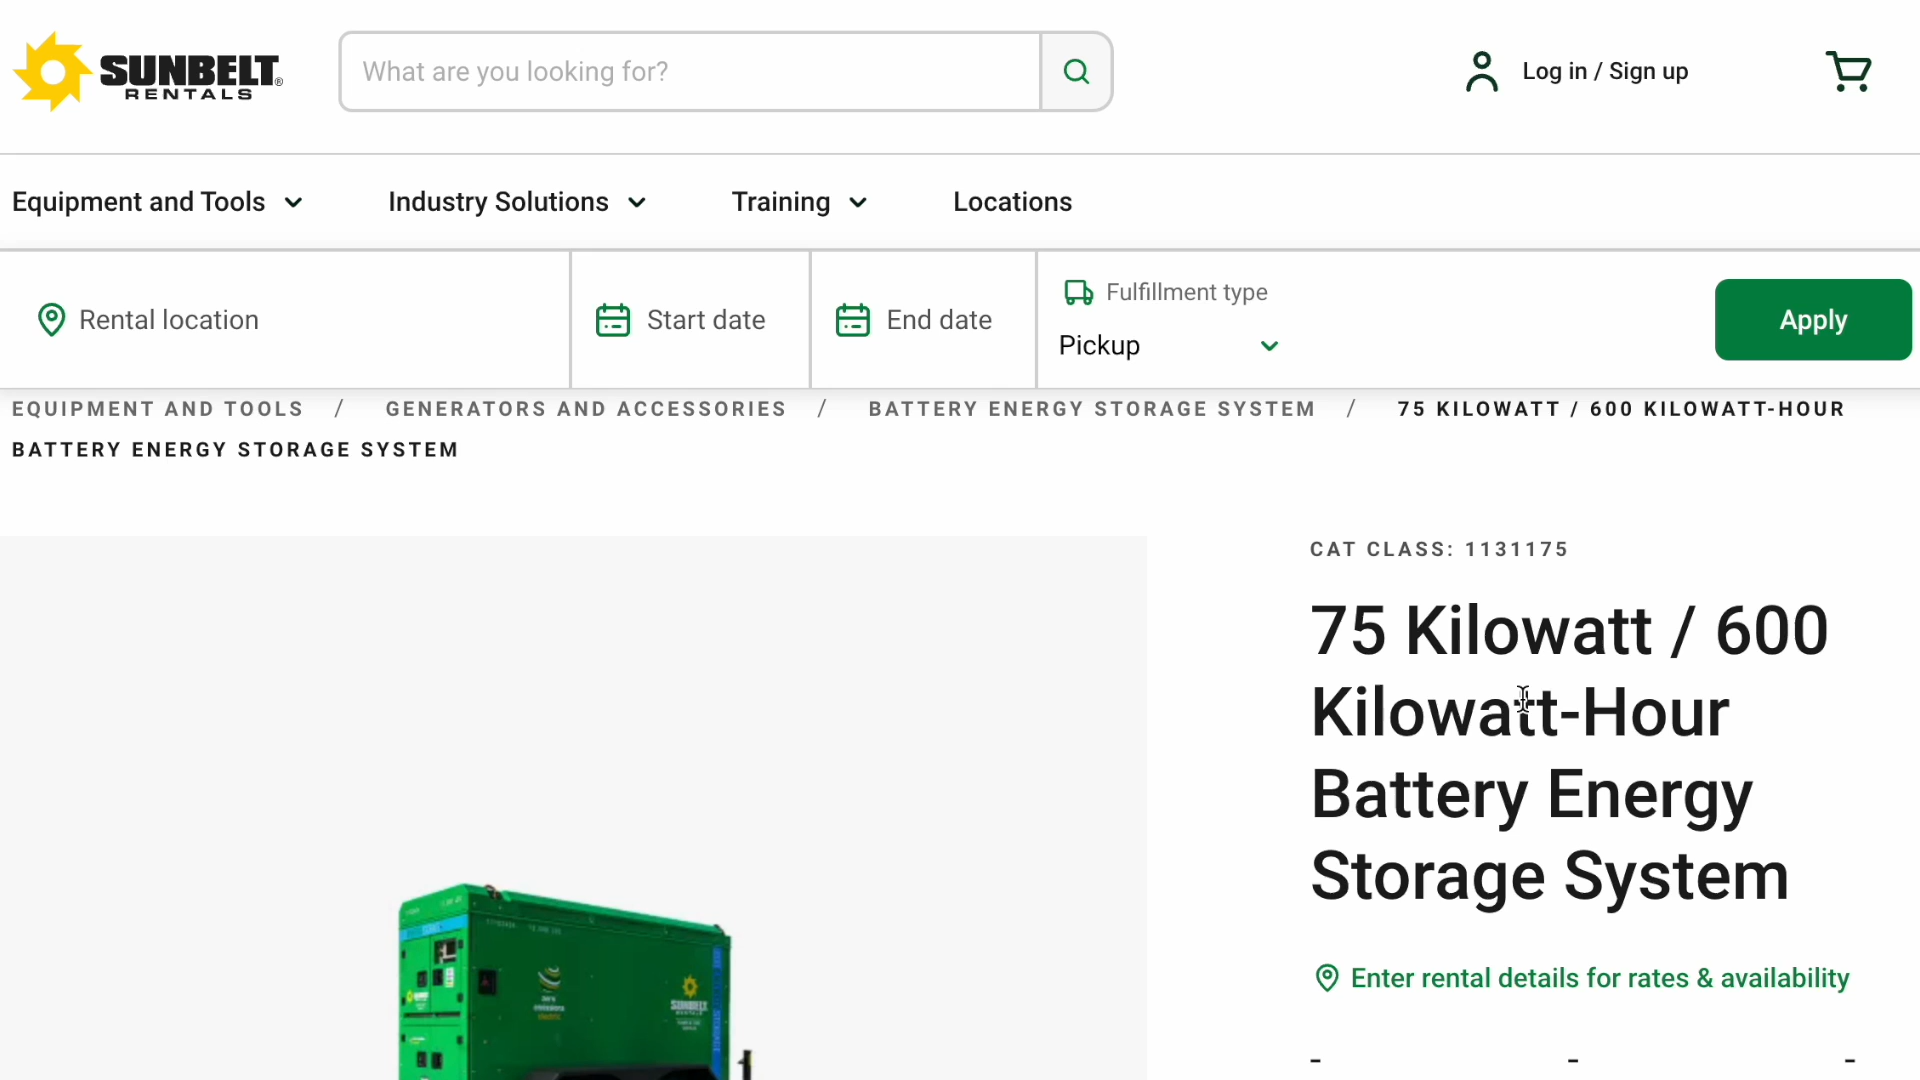 SUNBELT®
RENTALS
What are you looking for?
Log in / Sign up
Equipment and Tools
Industry Solutions
Training
Locations
Rental location
Start date
End date
Fulfillment type
Pickup
Apply
EQUIPMENT AND TOOLS / GENERATORS AND ACCESSORIES / BATTERY ENERGY STORAGE SYSTEM / 75 KILOWATT / 600 KILOWATT-HOUR
BATTERY ENERGY STORAGE SYSTEM
CAT CLASS: 1131175
75 Kilowatt / 600
Kilowatt-Hour
Battery Energy
Storage System
Enter rental details for rates & availability
- - -
SUNBELT